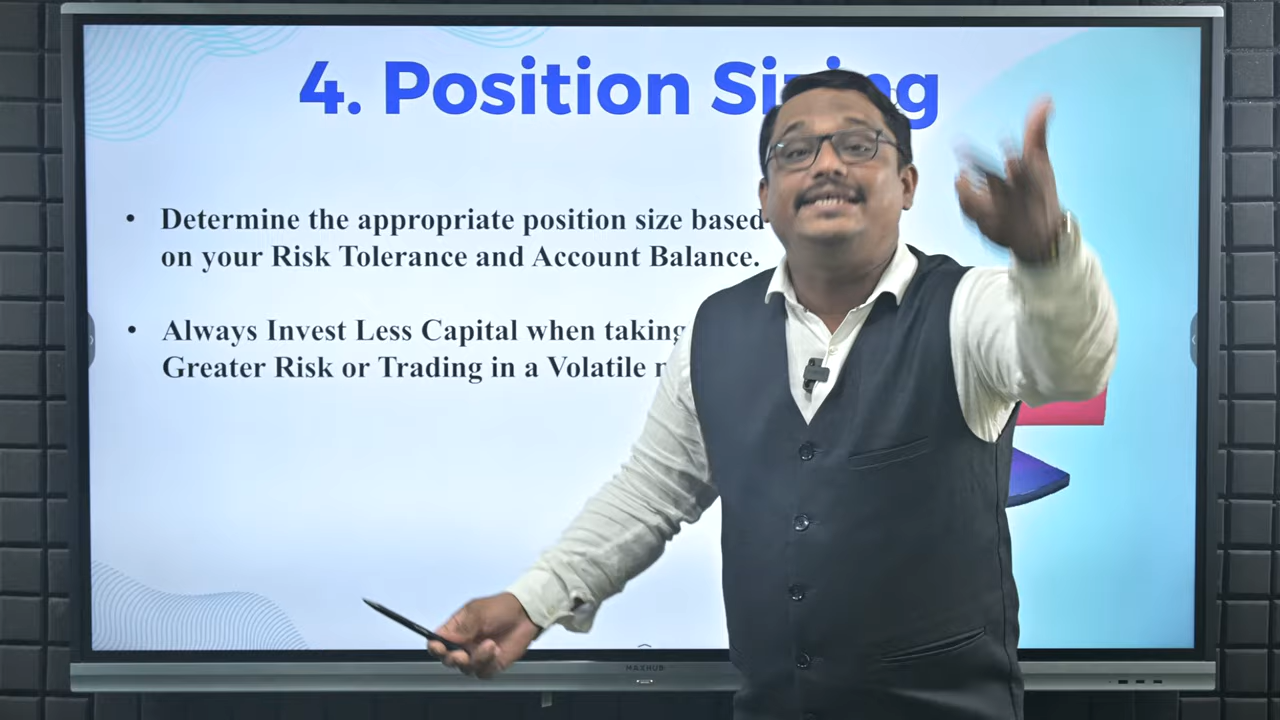 4. Position Sizing
• Determine the appropriate position size based
on your Risk Tolerance and Account Balance.
• Always Invest Less Capital when taking
Greater Risk or Trading in a Volatile
MAXHUB